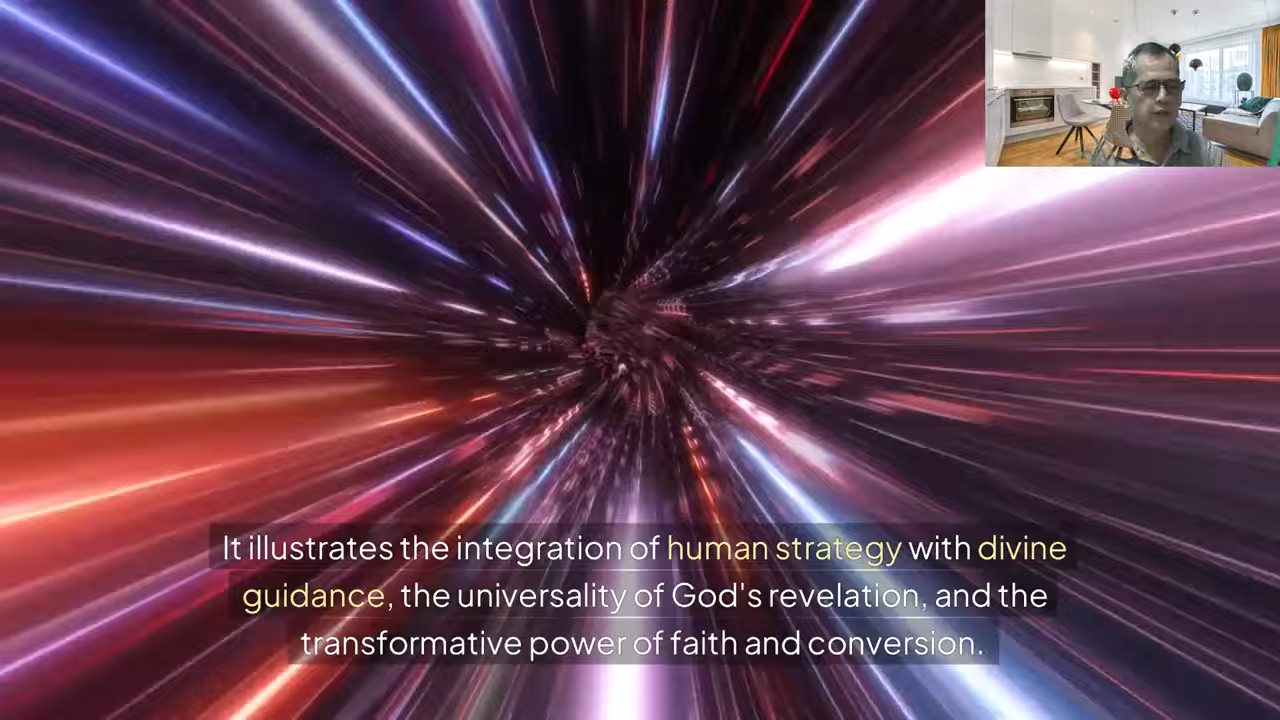 It illustrates the integration of human strategy with divine
guidance, the universality of God's revelation, and the
transformative power of faith and conversion.